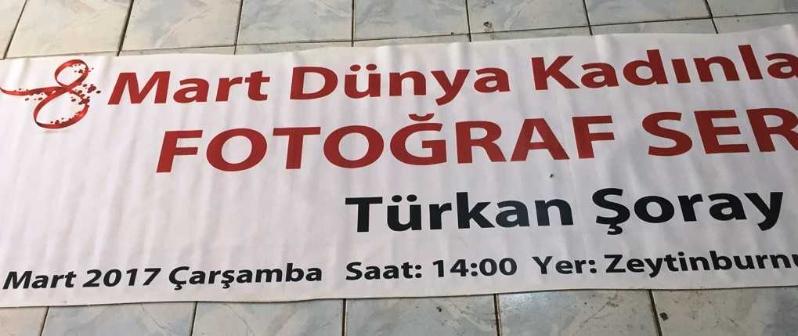 8 Mart Dünya Kadınla
FOTOĞRAF SER
Türkan Şoray
Mart 2017 Çarşamba Saat: 14:00 Yer: Zeytinburnu